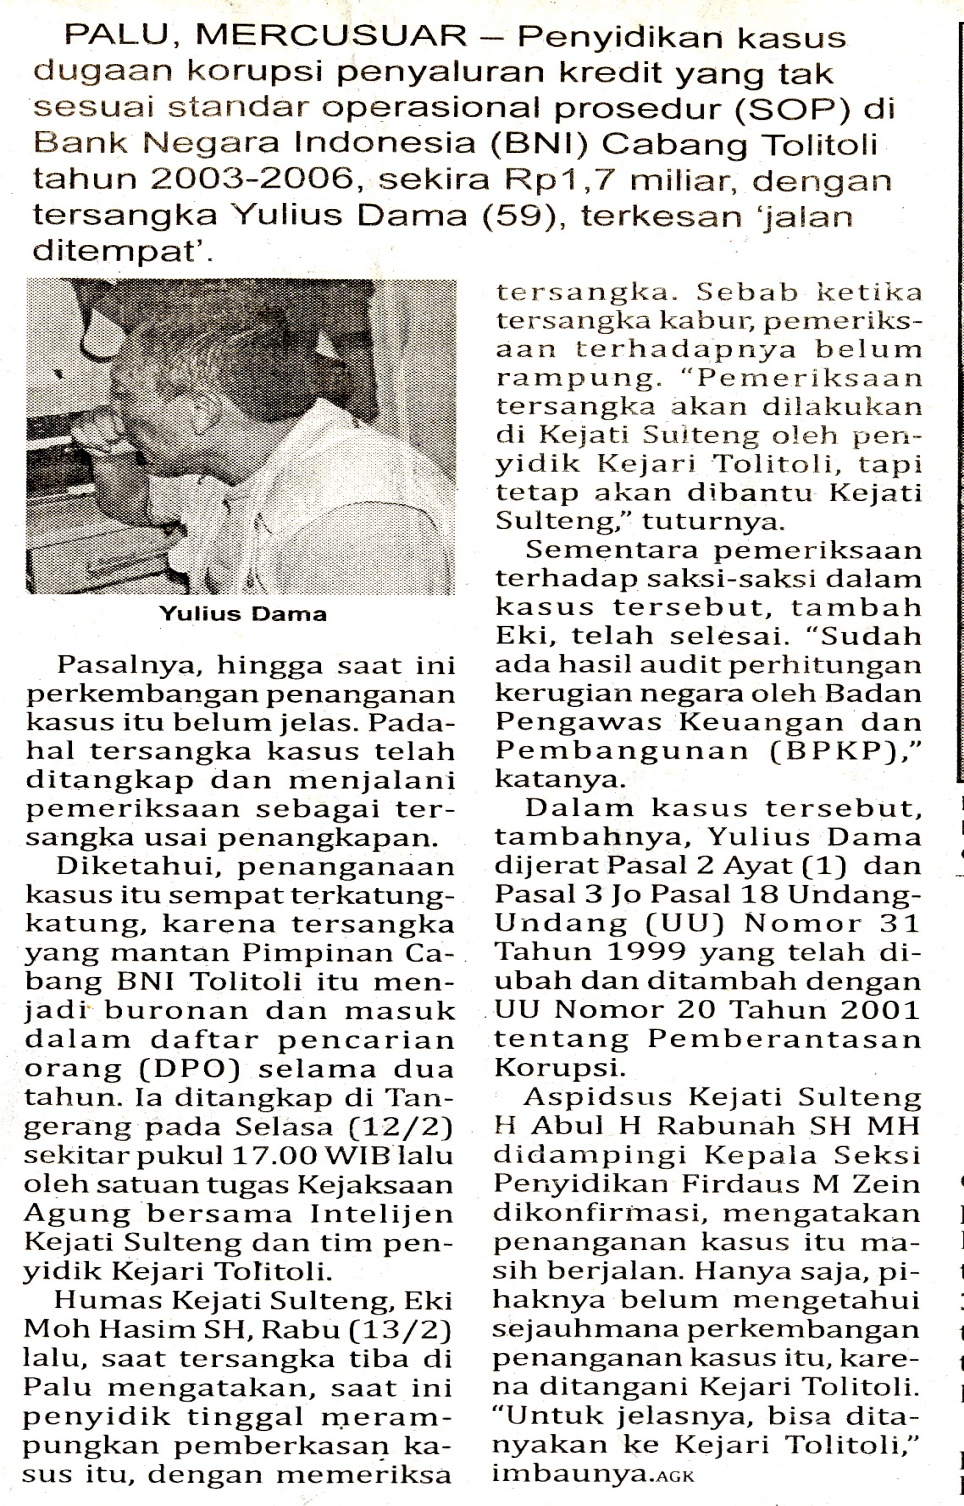 PALU, MERCUSUAR – Penyidikan kasus
dugaan korupsi penyaluran kredit yang tak
sesuai standar operasional prosedur (SOP) di
Bank Negara Indonesia (BNI) Cabang Tolitoli
tahun 2003-2006, sekira Rp1,7 miliar, dengan
tersangka Yulius Dama (59), terkesan ‘jalan
ditempat’.
Yulius Dama
Pasalnya, hingga saat ini
perkembangan penanganan
kasus itu belum jelas. Pada-
hal tersangka kasus telah
ditangkap dan menjalani
pemeriksaan sebagai ter-
sangka usai penangkapan.
Diketahui, penanganaan
kasus itu sempat terkatung-
katung, karena tersangka
yang mantan Pimpinan Ca-
bang BNI Tolitoli itu men-
jadi buronan dan masuk
dalam daftar pencarian
orang (DPO) selama dua
tahun. Ia ditangkap di Tan-
gerang pada Selasa (12/2)
sekitar pukul 17.00 WIB lalu
oleh satuan tugas Kejaksaan
Agung bersama Intelijen
Kejati Sulteng dan tim pen-
yidik Kejari Tolitoli.
Humas Kejati Sulteng, Eki
Moh Hasim SH, Rabu (13/2)
lalu, saat tersangka tiba di
Palu mengatakan, saat ini
penyidik tinggal meram-
pungkan pemberkasan ka-
sus itu, dengan memeriksa
tersangka. Sebab ketika
tersangka kabur, pemeriks-
aan terhadapnya belum
rampung. “Pemeriksaan
tersangka akan dilakukan
di Kejati Sulteng oleh pen-
yidik Kejari Tolitoli, tapi
tetap akan dibantu Kejati
Sulteng,” tuturnya.
Sementara pemeriksaan
terhadap saksi-saksi dalam
kasus tersebut, tambah
Eki, telah selesai. “Sudah
ada hasil audit perhitungan
kerugian negara oleh Badan
Pengawas Keuangan dan
Pembangunan (BPKP),”
katanya.
Dalam kasus tersebut,
tambahnya, Yulius Dama
dijerat Pasal 2 Ayat (1) dan
Pasal 3 Jo Pasal 18 Undang-
Undang (UU) Nomor 31
Tahun 1999 yang telah di-
ubah dan ditambah dengan
UU Nomor 20 Tahun 2001
tentang Pemberantasan
Korupsi.
Aspidsus Kejati Sulteng
H Abul H Rabunah SH MH
didampingi Kepala Seksi
Penyidikan Firdaus M Zein
dikonfirmasi, mengatakan
penanganan kasus itu ma-
sih berjalan. Hanya saja, pi-
haknya belum mengetahui
sejauhmana perkembangan
penanganan kasus itu, kare-
na ditangani Kejari Tolitoli.
“Untuk jelasnya, bisa dita-
nyakan ke Kejari Tolitoli,”
imbaunya.AGK